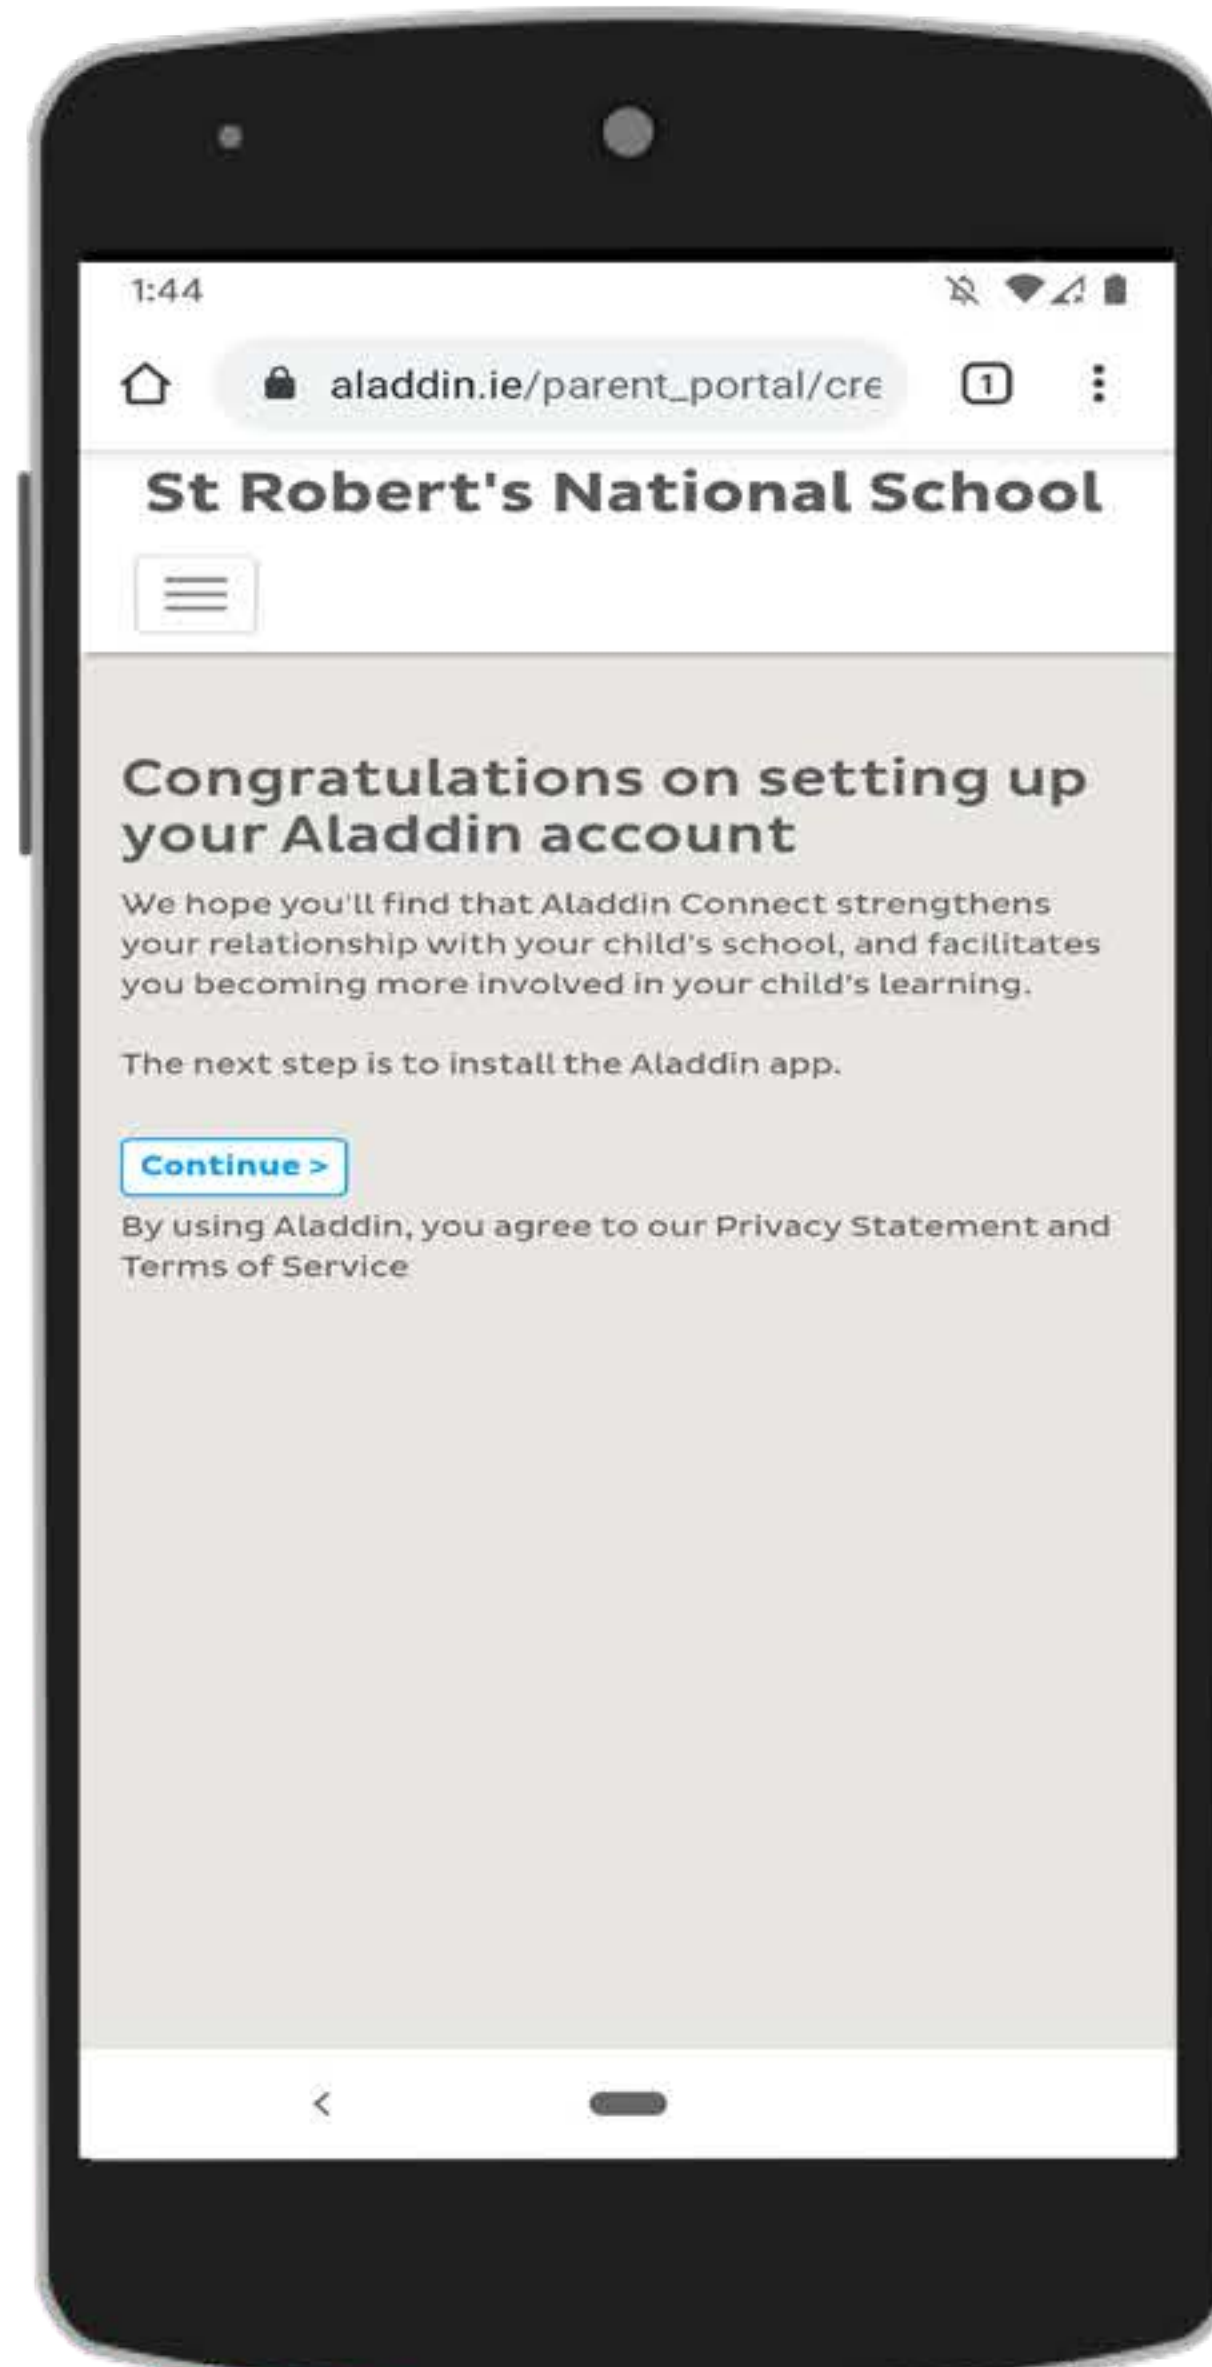 1:44
aladdin.ie/parent_portal/cre
1
St Robert's National School
Congratulations on setting up
your Aladdin account
We hope you'll find that Aladdin Connect strengthens
your relationship with your child's school, and facilitates
you becoming more involved in your child's learning.
The next step is to install the Aladdin app.
Continue >
By using Aladdin, you agree to our Privacy Statement and
Terms of Service